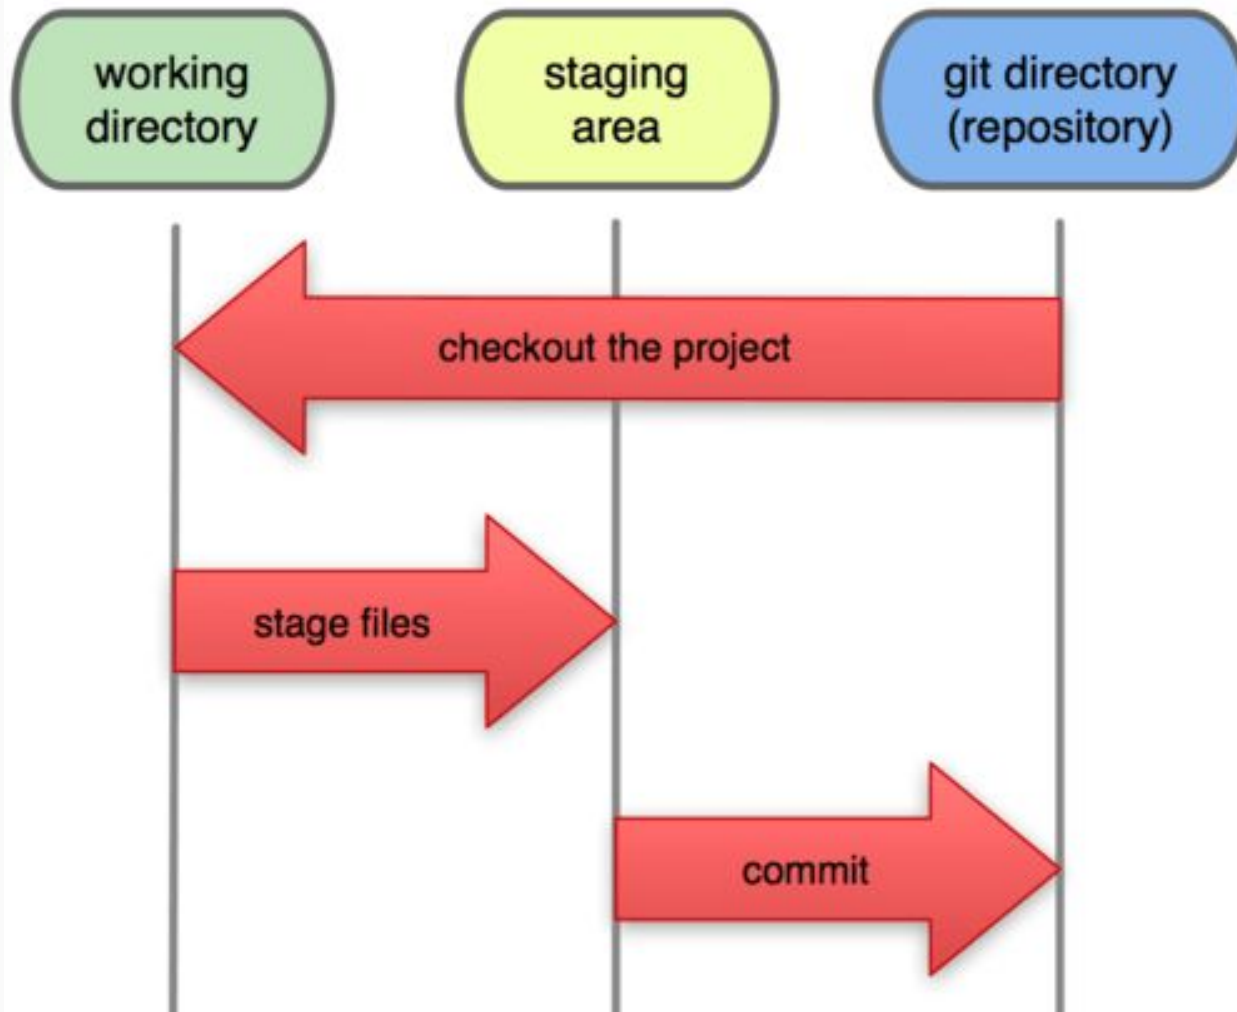 working
directory
staging
area
git directory
(repository)
checkout the project
stage files
commit